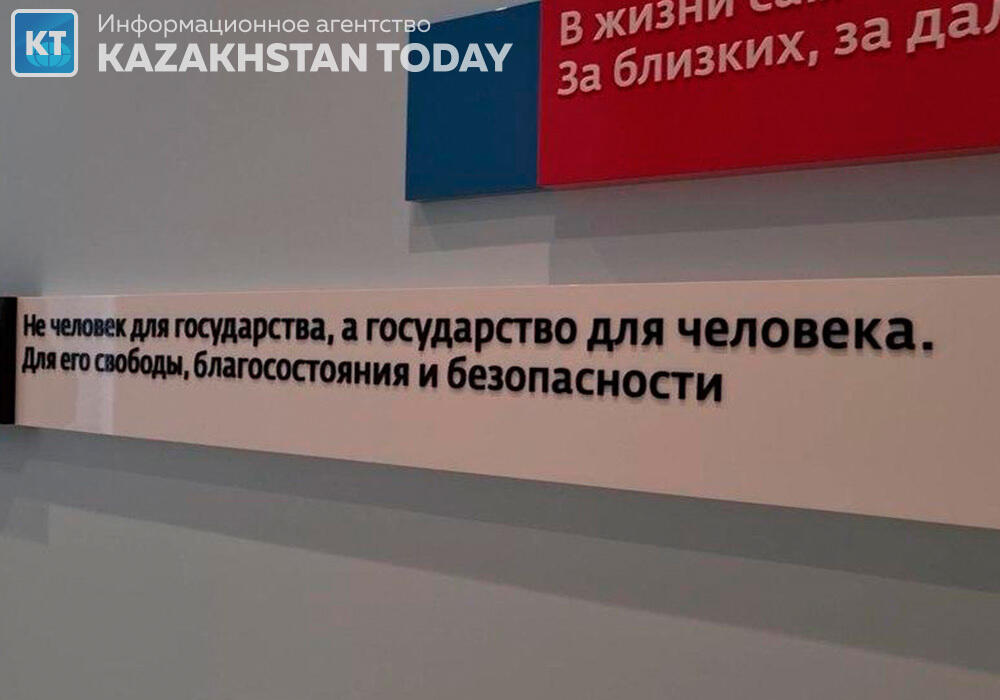 KT
Информационное агентство
KAZAKHSTAN TODAY
В жизни
За близких, за
Не человек для государства, а государство для человека.
Для его свободы, благосостояния и безопасности